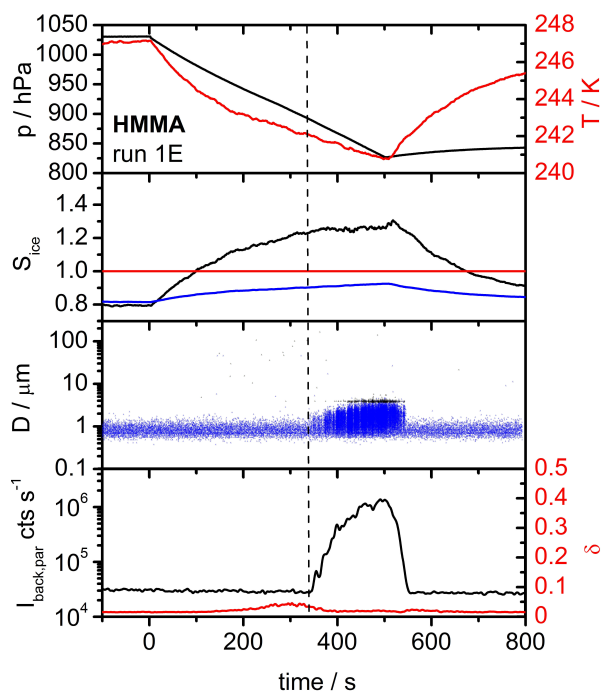 1050
1000
950
900
850
800
p / hPa
HMMA
run 1E
248
246
244
242
240
T / K
1.4
1.2
1.0
0.8
S_ice
100
10
1
0.1
D / μm
10^6
10^5
10^4
I_back,par cts s^-1
0.5
0.4
0.3
0.2
0.1
0
δ
0 200 400 600 800
time / s